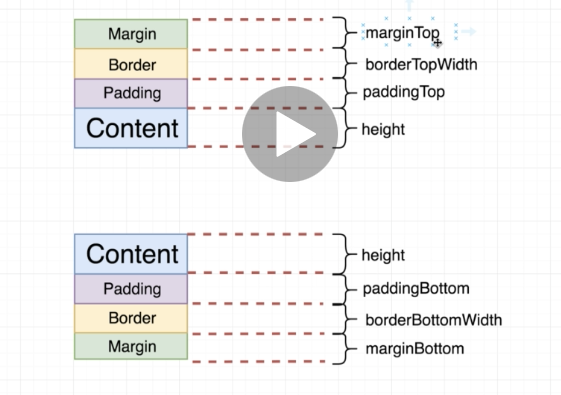 Margin marginTop
Border borderTopWidth
Padding paddingTop
Content height
Content height
Padding paddingBottom
Border borderBottomWidth
Margin marginBottom